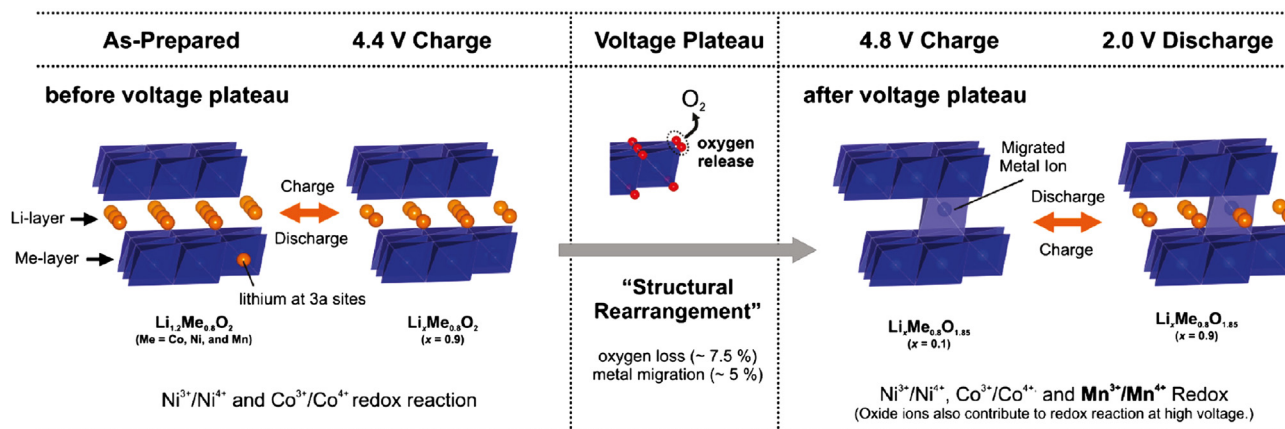 As-Prepared
4.4 V Charge
Voltage Plateau
4.8 V Charge
2.0 V Discharge
before voltage plateau
Li-layer
Me-layer
Charge
Discharge
lithium at 3a sites
Li₁.₂Me₀.₈O₂
(Me = Co, Ni, and Mn)
LiₓMe₀.₈O₂
(x = 0.9)
Ni³⁺/Ni⁴⁺ and Co³⁺/Co⁴⁺ redox reaction
O₂
oxygen
release
“Structural
Rearrangement”
oxygen loss (~ 7.5 %)
metal migration (~ 5 %)
after voltage plateau
Migrated
Metal Ion
Discharge
Charge
LiₓMe₀.₈O₁.₈₅
(x = 0.1)
LiₓMe₀.₈O₁.₈₅
(x = 0.9)
Ni³⁺/Ni⁴⁺, Co³⁺/Co⁴⁺ and Mn³⁺/Mn⁴⁺ Redox
(Oxide ions also contribute to redox reaction at high voltage.)